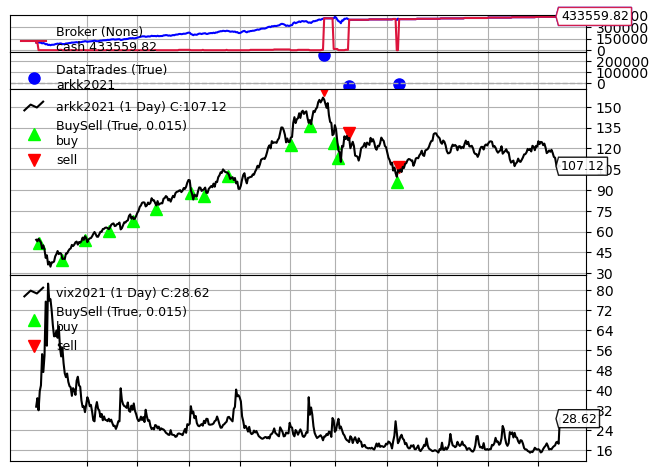 Broker (None)
cash 433559.82
433559.82
300000
150000
0
DataTrades (True)
arkk2021
200000
100000
0
arkk2021 (1 Day) C:107.12
BuySell (True, 0.015)
buy
sell
150
135
120
107.12
90
75
60
45
30
vix2021 (1 Day) C:28.62
BuySell (True, 0.015)
buy
sell
80
72
64
56
48
40
32
28.62
24
16